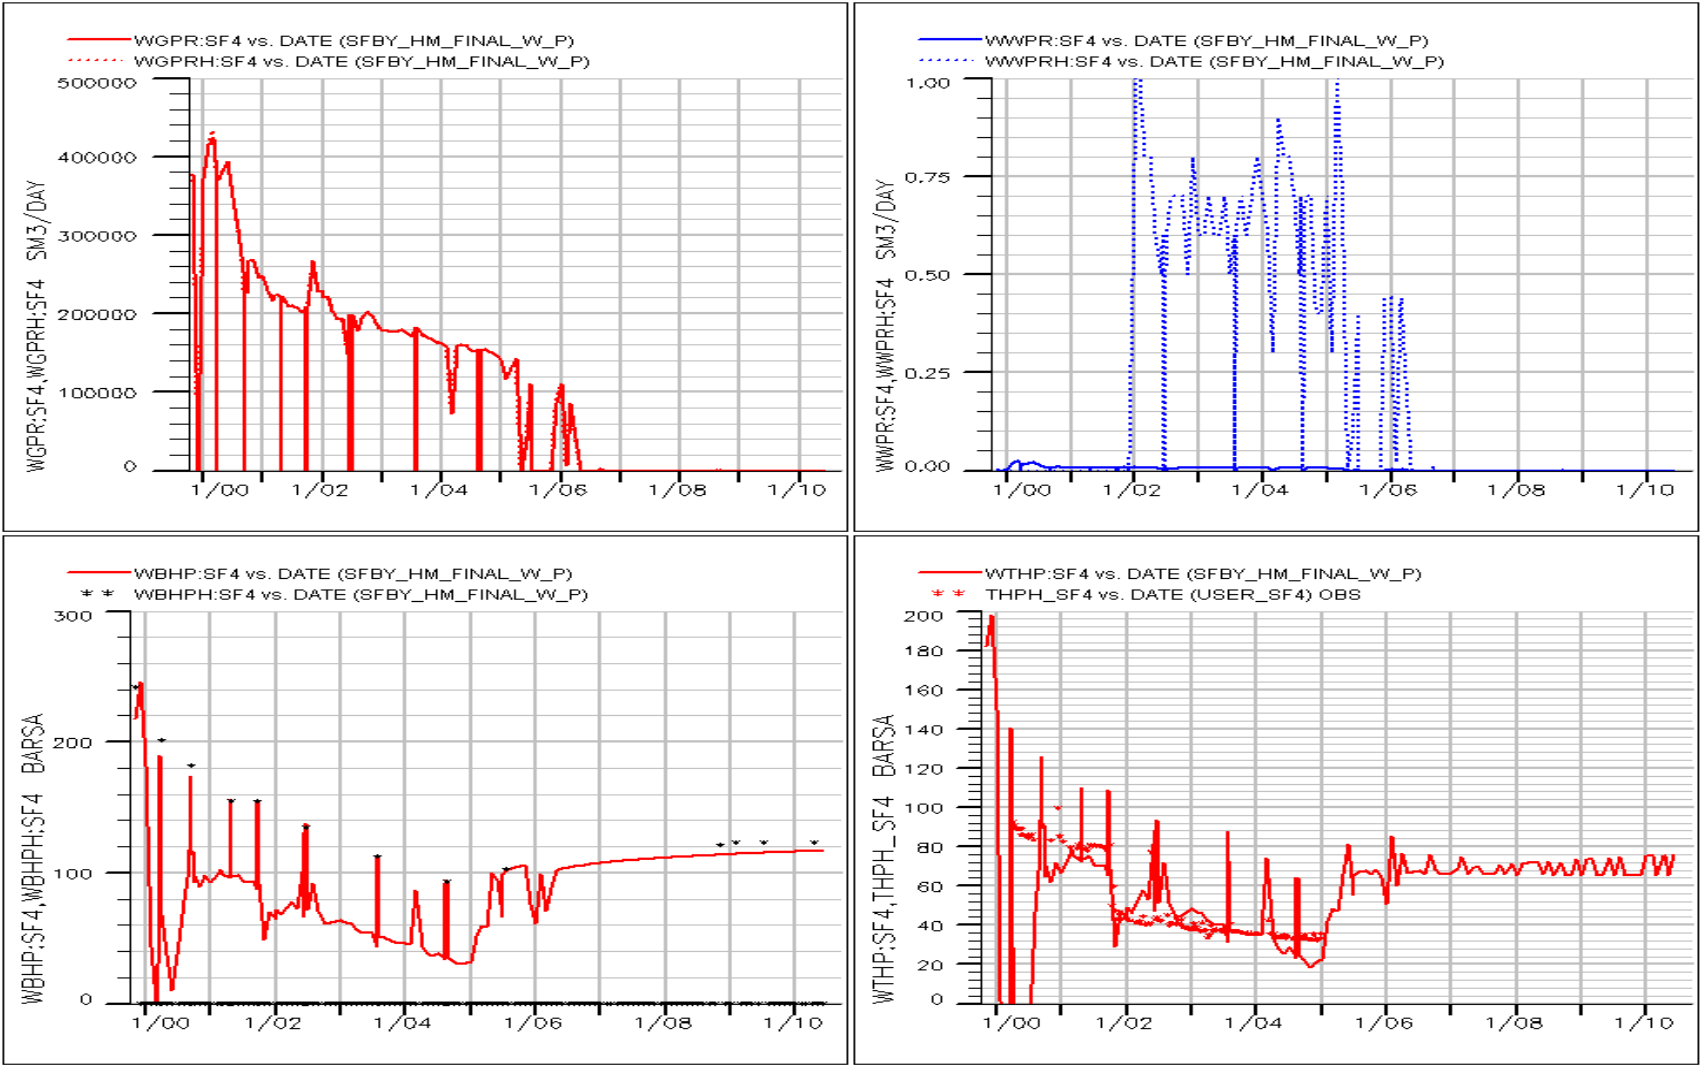 WGPR:SF4 vs. DATE (SFBY_HM_FINAL_W_P)
WGPRH:SF4 vs. DATE (SFBY_HM_FINAL_W_P)
500000
400000
300000
200000
100000
0
WGPR:SF4,WGPRH:SF4 SM3/DAY
1/00 1/02 1/04 1/06 1/08 1/10
WWPR:SF4 vs. DATE (SFBY_HM_FINAL_W_P)
WWPRH:SF4 vs. DATE (SFBY_HM_FINAL_W_P)
1.00
0.75
0.50
0.25
0.00
WWPR:SF4,WWPRH:SF4 SM3/DAY
1/00 1/02 1/04 1/06 1/08 1/10
WBHP:SF4 vs. DATE (SFBY_HM_FINAL_W_P)
WBHPH:SF4 vs. DATE (SFBY_HM_FINAL_W_P)
300
200
100
0
WBHP:SF4,WBHPH:SF4 BARSA
1/00 1/02 1/04 1/06 1/08 1/10
WTHP:SF4 vs. DATE (SFBY_HM_FINAL_W_P)
THPH_SF4 vs. DATE (USER_SF4) OBS
200
180
160
140
120
100
80
60
40
20
0
WTHP:SF4,THPH_SF4 BARSA
1/00 1/02 1/04 1/06 1/08 1/10